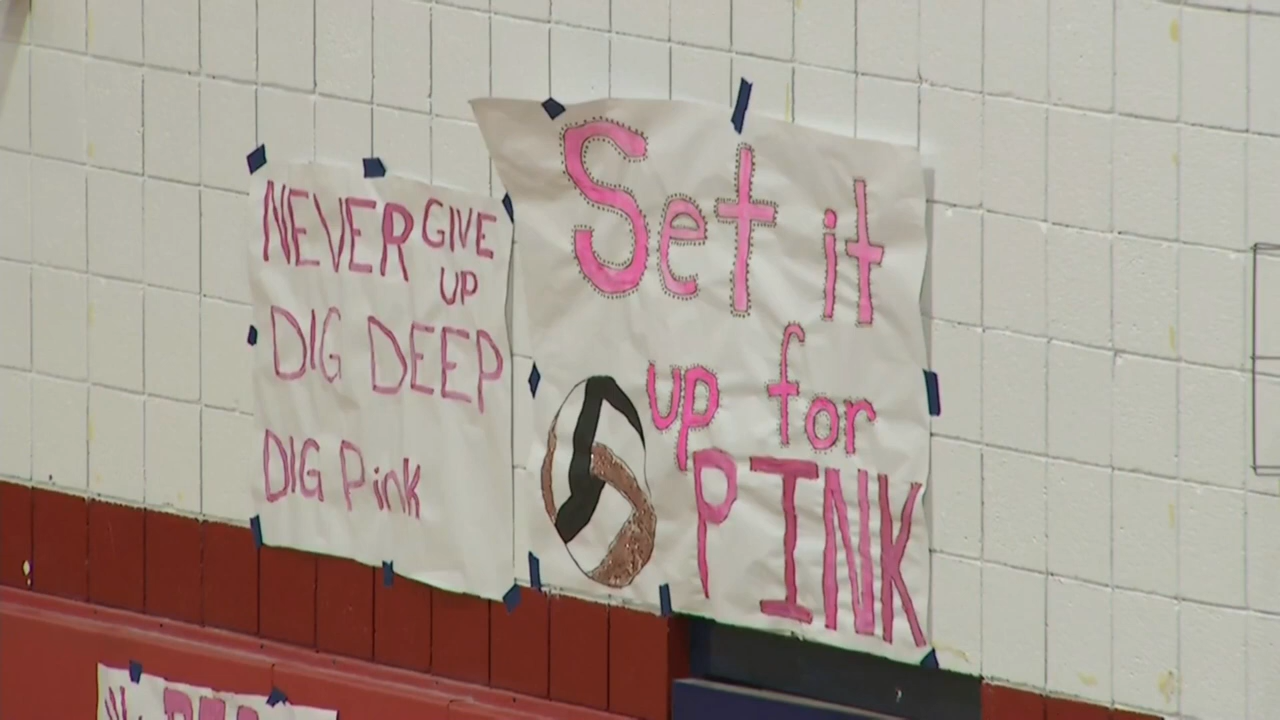 NEVER GIVE
UP
DIG DEEP
DIG Pink
Set it
up for
PINK